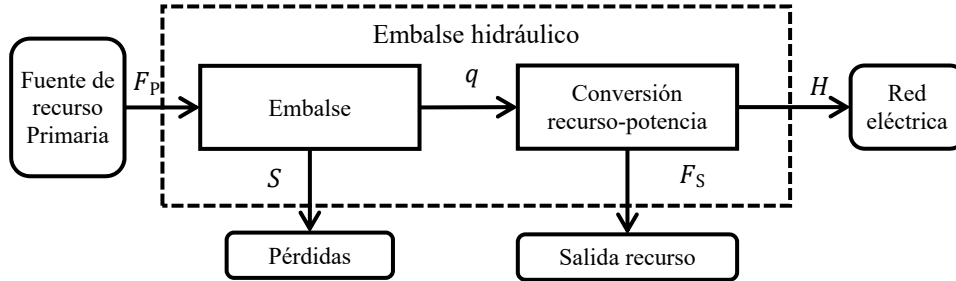 Embalse hidráulico
Fuente de
recurso
Primaria
F_P
Embalse
q
Conversión
recurso-potencia
H
Red
eléctrica
S
F_S
Pérdidas
Salida recurso